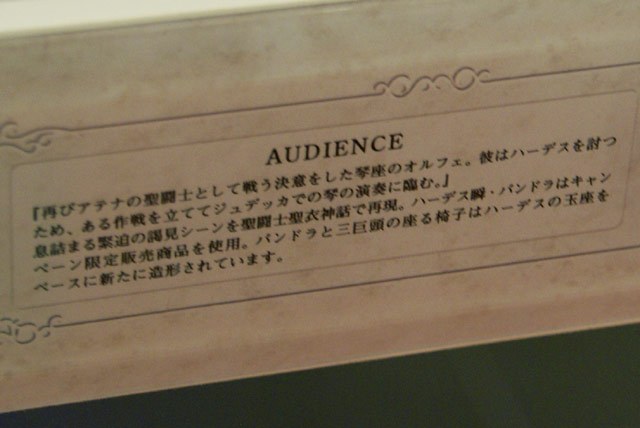 AUDIENCE
『再びアテナの聖闘士として戦う決意をした琴座のオルフェ。彼はハーデスを討つ
ため、ある作戦を立ててジュデッカでの琴の演奏に臨む。』
息詰まる緊迫の謁見シーンを聖闘士聖衣神話で再現。ハーデス瞬・パンドラはキャン
ペーン限定販売商品を使用。パンドラと三巨頭の座る椅子はハーデスの玉座を
ベースに新たに造形されています。